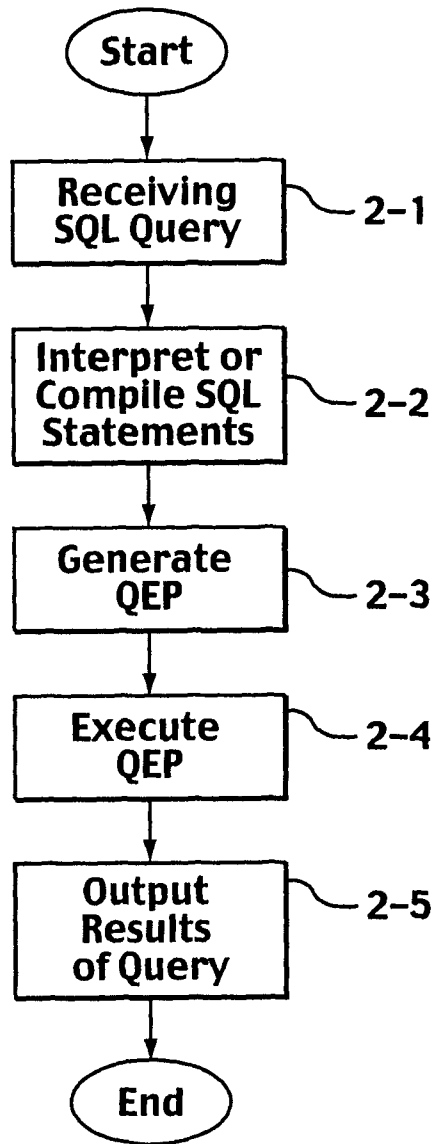 Start
Receiving
SQL Query
2-1
Interpret or
Compile SQL
Statements
2-2
Generate
QEP
2-3
Execute
QEP
2-4
Output
Results
of Query
2-5
End